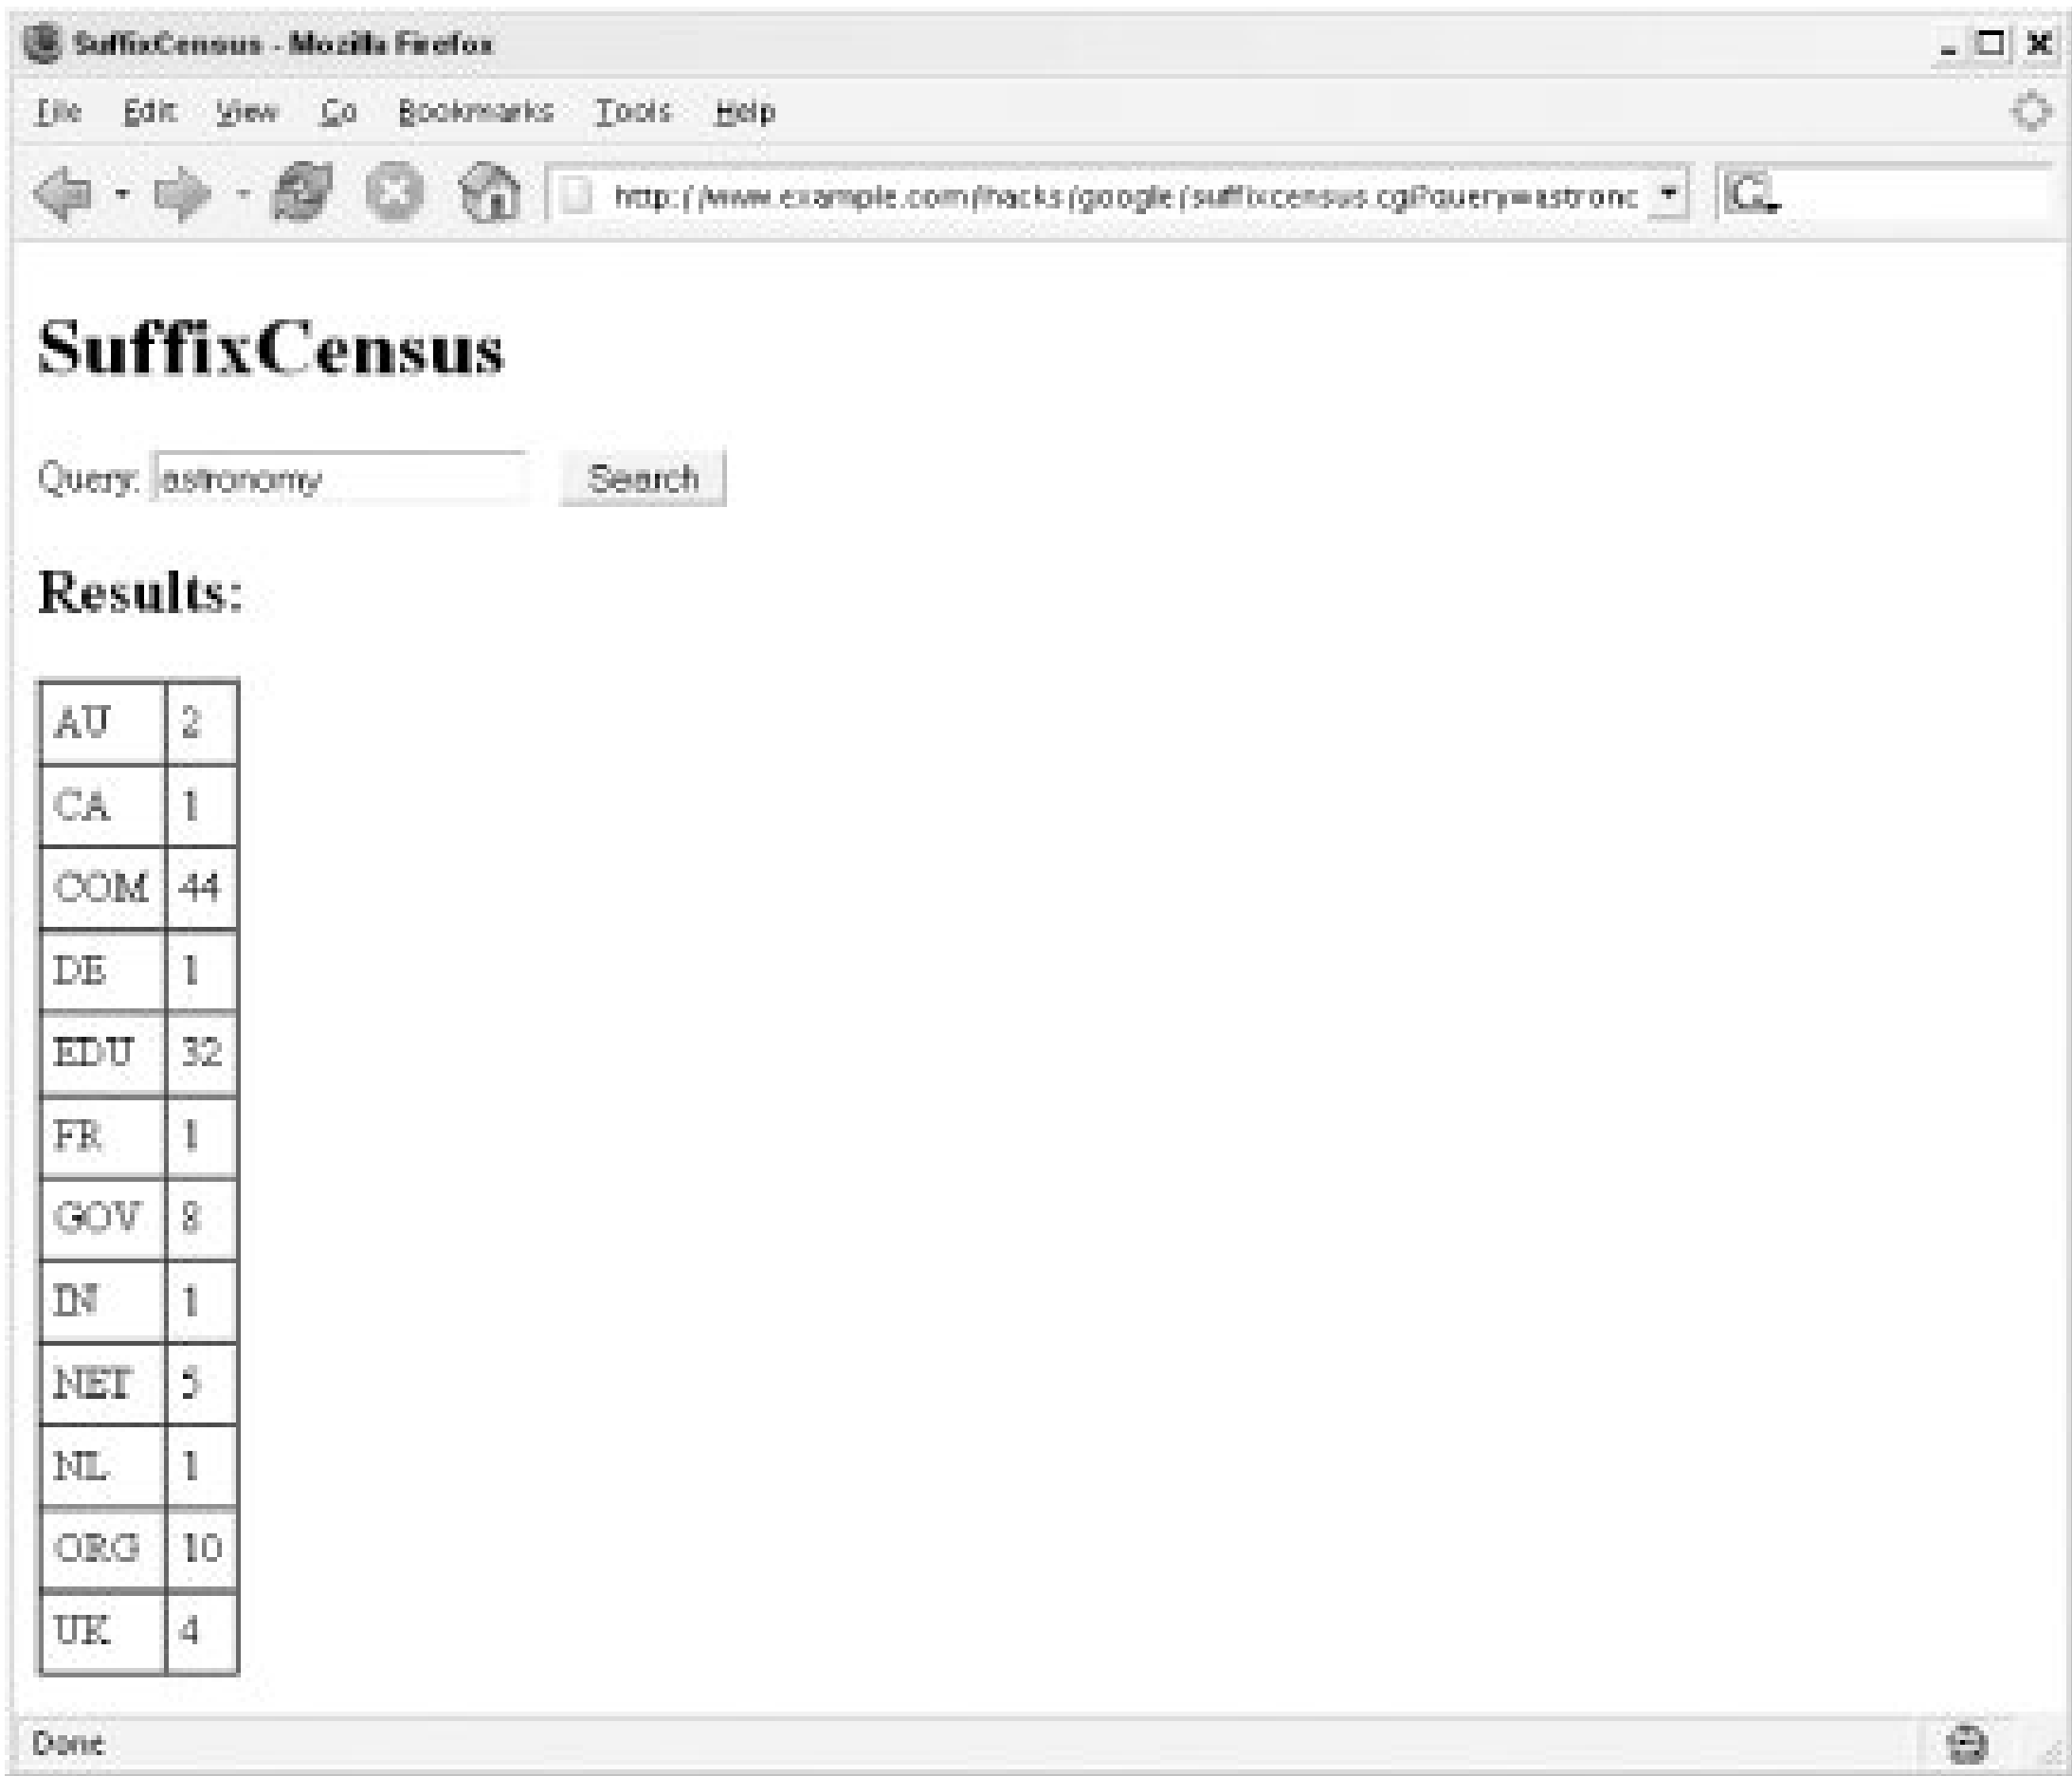 SuffixCensus - Mozilla Firefox
File Edit View Go Bookmarks Tools Help
http://www.example.com/hacks/google/suffixcensus.cgi?query=astronc
SuffixCensus
Query: astronomy Search
Results:
AU 2
CA 1
COM 44
DE 1
EDU 32
FR 1
GOV 8
IN 1
NET 5
NL 1
ORG 10
UK 4
Done